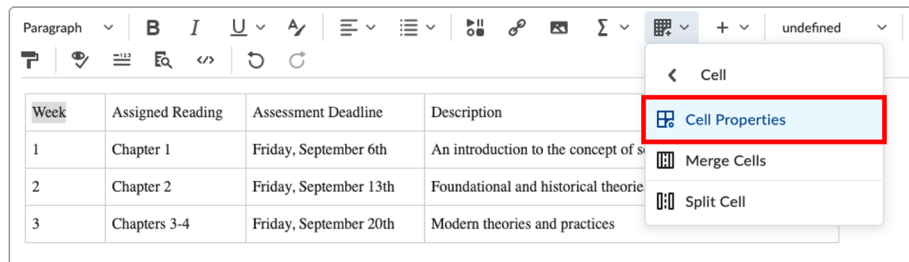 Paragraph B I U undefined
Cell
Week Assigned Reading Assessment Deadline Description
Cell Properties
1 Chapter 1 Friday, September 6th An introduction to the concept of
Merge Cells
2 Chapter 2 Friday, September 13th Foundational and historical
Split Cell
3 Chapters 3-4 Friday, September 20th Modern theories and practices